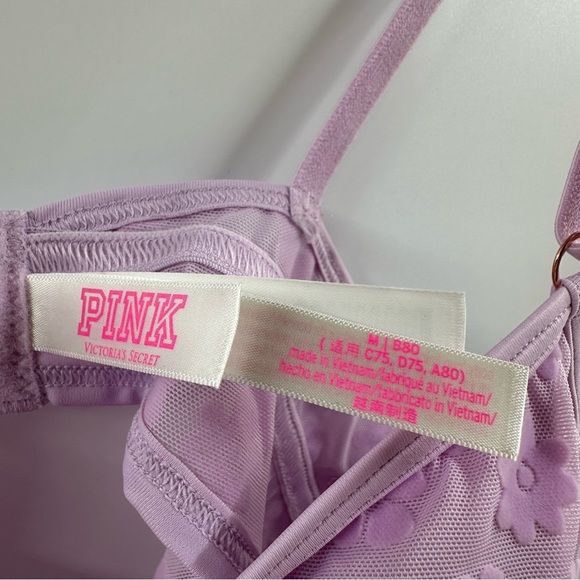 PINK
VICTORIA'S SECRET
M | B80
( 适用 C75, D75, A80)
made in Vietnam/fabriqué au Vietnam/
hecho en Vietnam/fabbricato in Vietnam/
越南制造